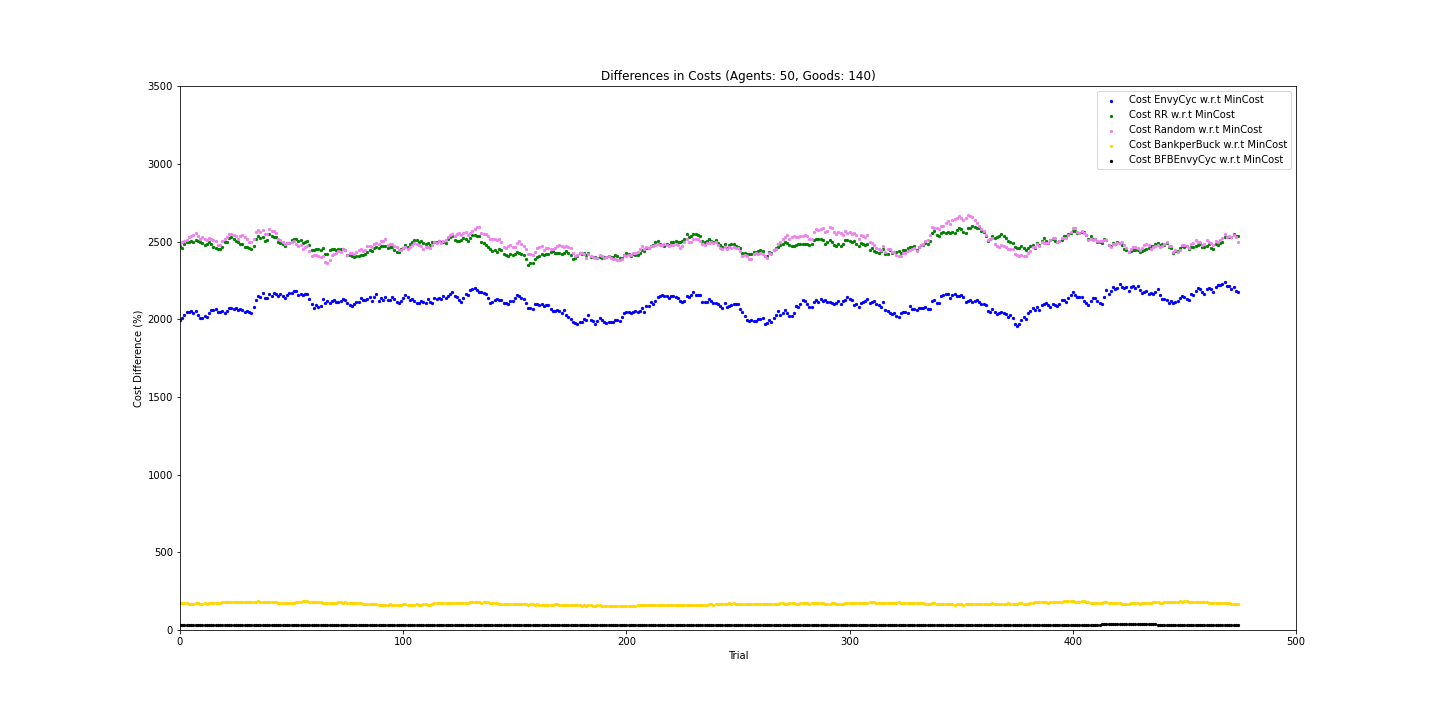 Differences in Costs (Agents: 50, Goods: 140)
3500
3000
2500
2000
1500
1000
500
0
Cost Difference (%)
Cost EnvyCyc w.r.t MinCost
Cost RR w.r.t MinCost
Cost Random w.r.t MinCost
Cost BankperBuck w.r.t MinCost
Cost BFBEnvyCyc w.r.t MinCost
0 100 200 300 400 500
Trial